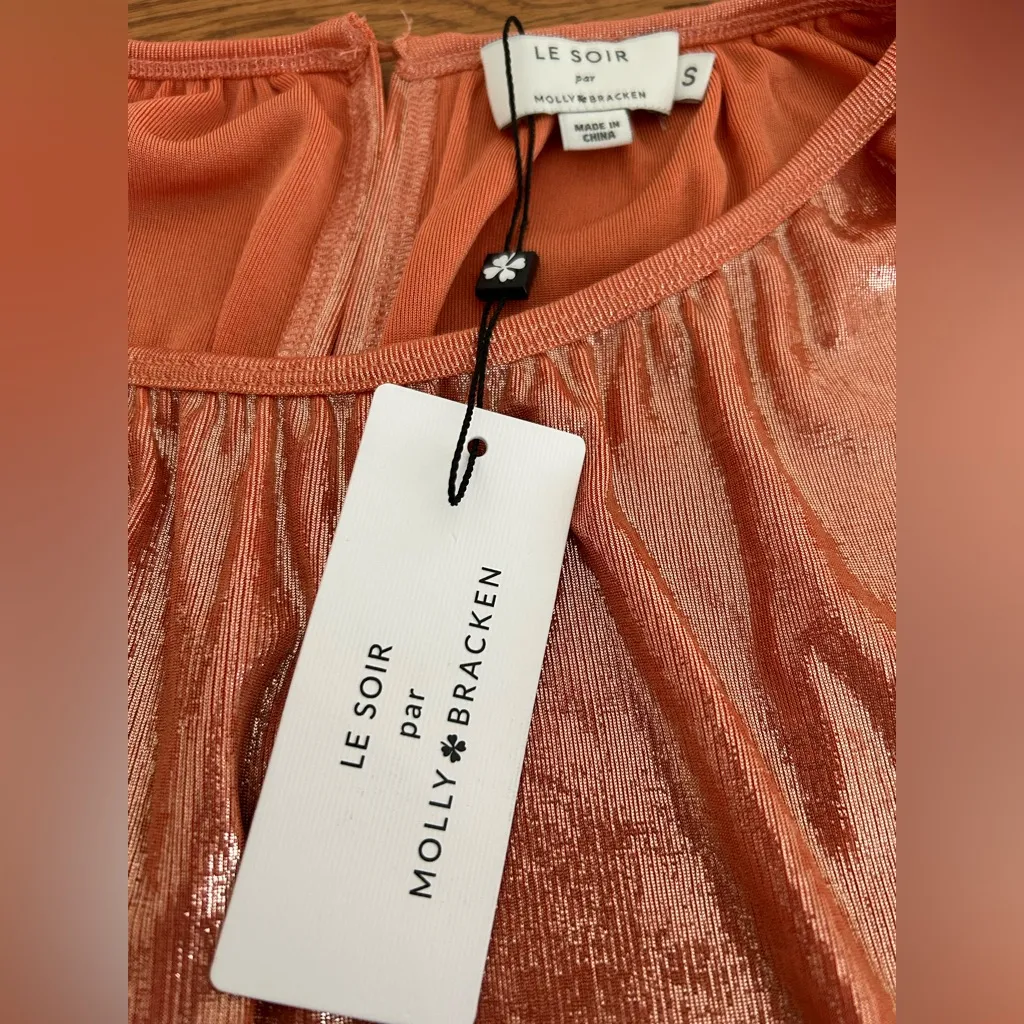 LE SOIR
par
MOLLY BRACKEN
S
MADE IN
CHINA
LE SOIR
par
MOLLY BRACKEN